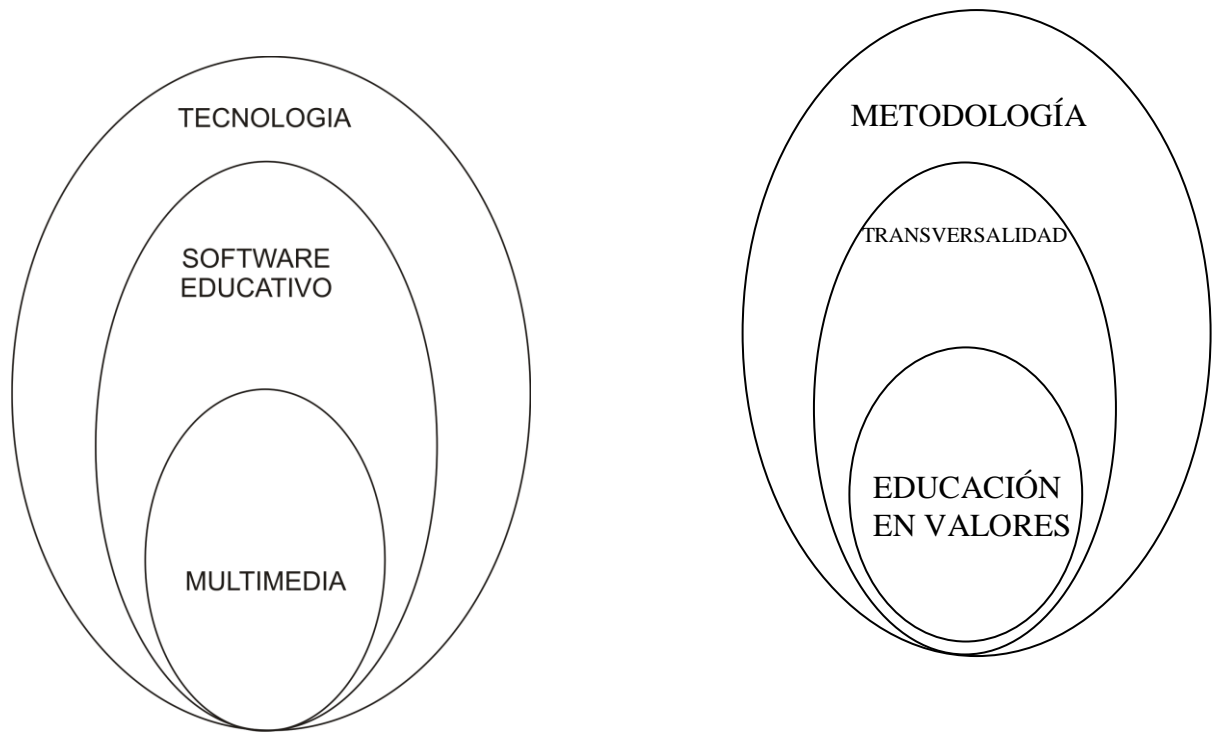 TECNOLOGIA
SOFTWARE
EDUCATIVO
MULTIMEDIA
METODOLOGÍA
TRANSVERSALIDAD
EDUCACIÓN
EN VALORES